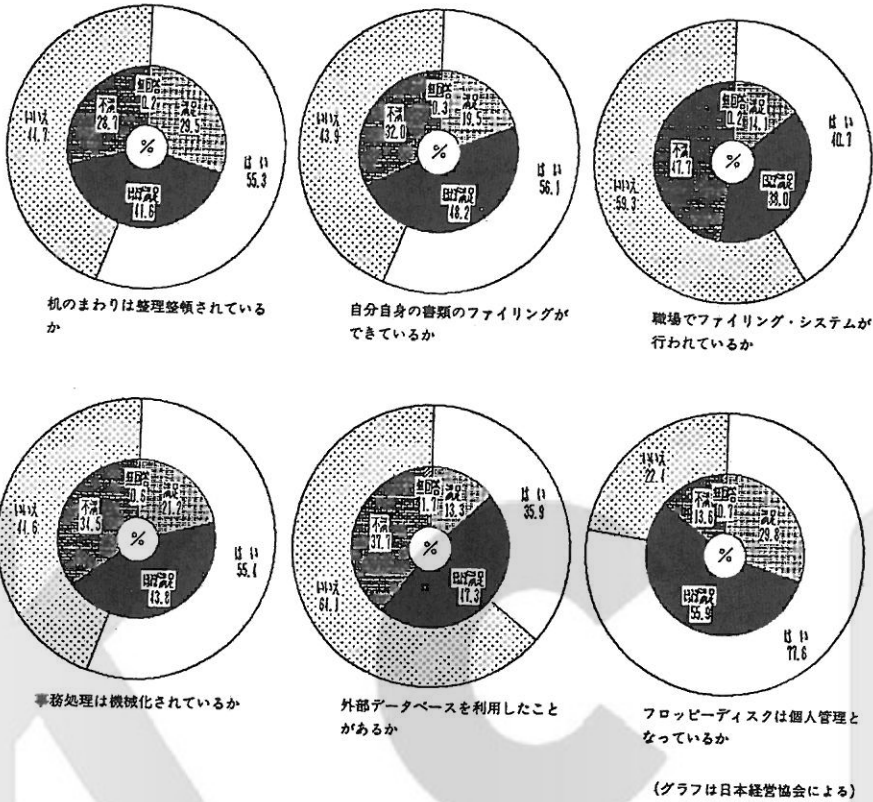 無回答
0.2
満足
29.5
不満
28.7
ほぼ満足
41.6
%
いいえ
44.7
はい
55.3
机のまわりは整理整頓されている
か
無回答
0.3
満足
19.5
不満
32.0
ほぼ満足
48.2
%
いいえ
43.9
はい
56.1
自分自身の書類のファイリングが
できているか
無回答
0.2
満足
14.1
不満
47.7
ほぼ満足
38.0
%
いいえ
59.3
はい
40.7
職場でファイリング・システムが
行われているか
無回答
0.6
満足
21.2
不満
34.5
ほぼ満足
43.8
%
いいえ
44.6
はい
55.4
事務処理は機械化されているか
無回答
1.7
満足
13.3
不満
37.7
ほぼ満足
47.3
%
いいえ
64.1
はい
35.9
外部データベースを利用したこと
があるか
無回答
0.7
満足
29.8
不満
13.6
ほぼ満足
55.9
%
いいえ
22.4
はい
77.6
フロッピーディスクは個人管理と
なっているか
(グラフは日本経営協会による)